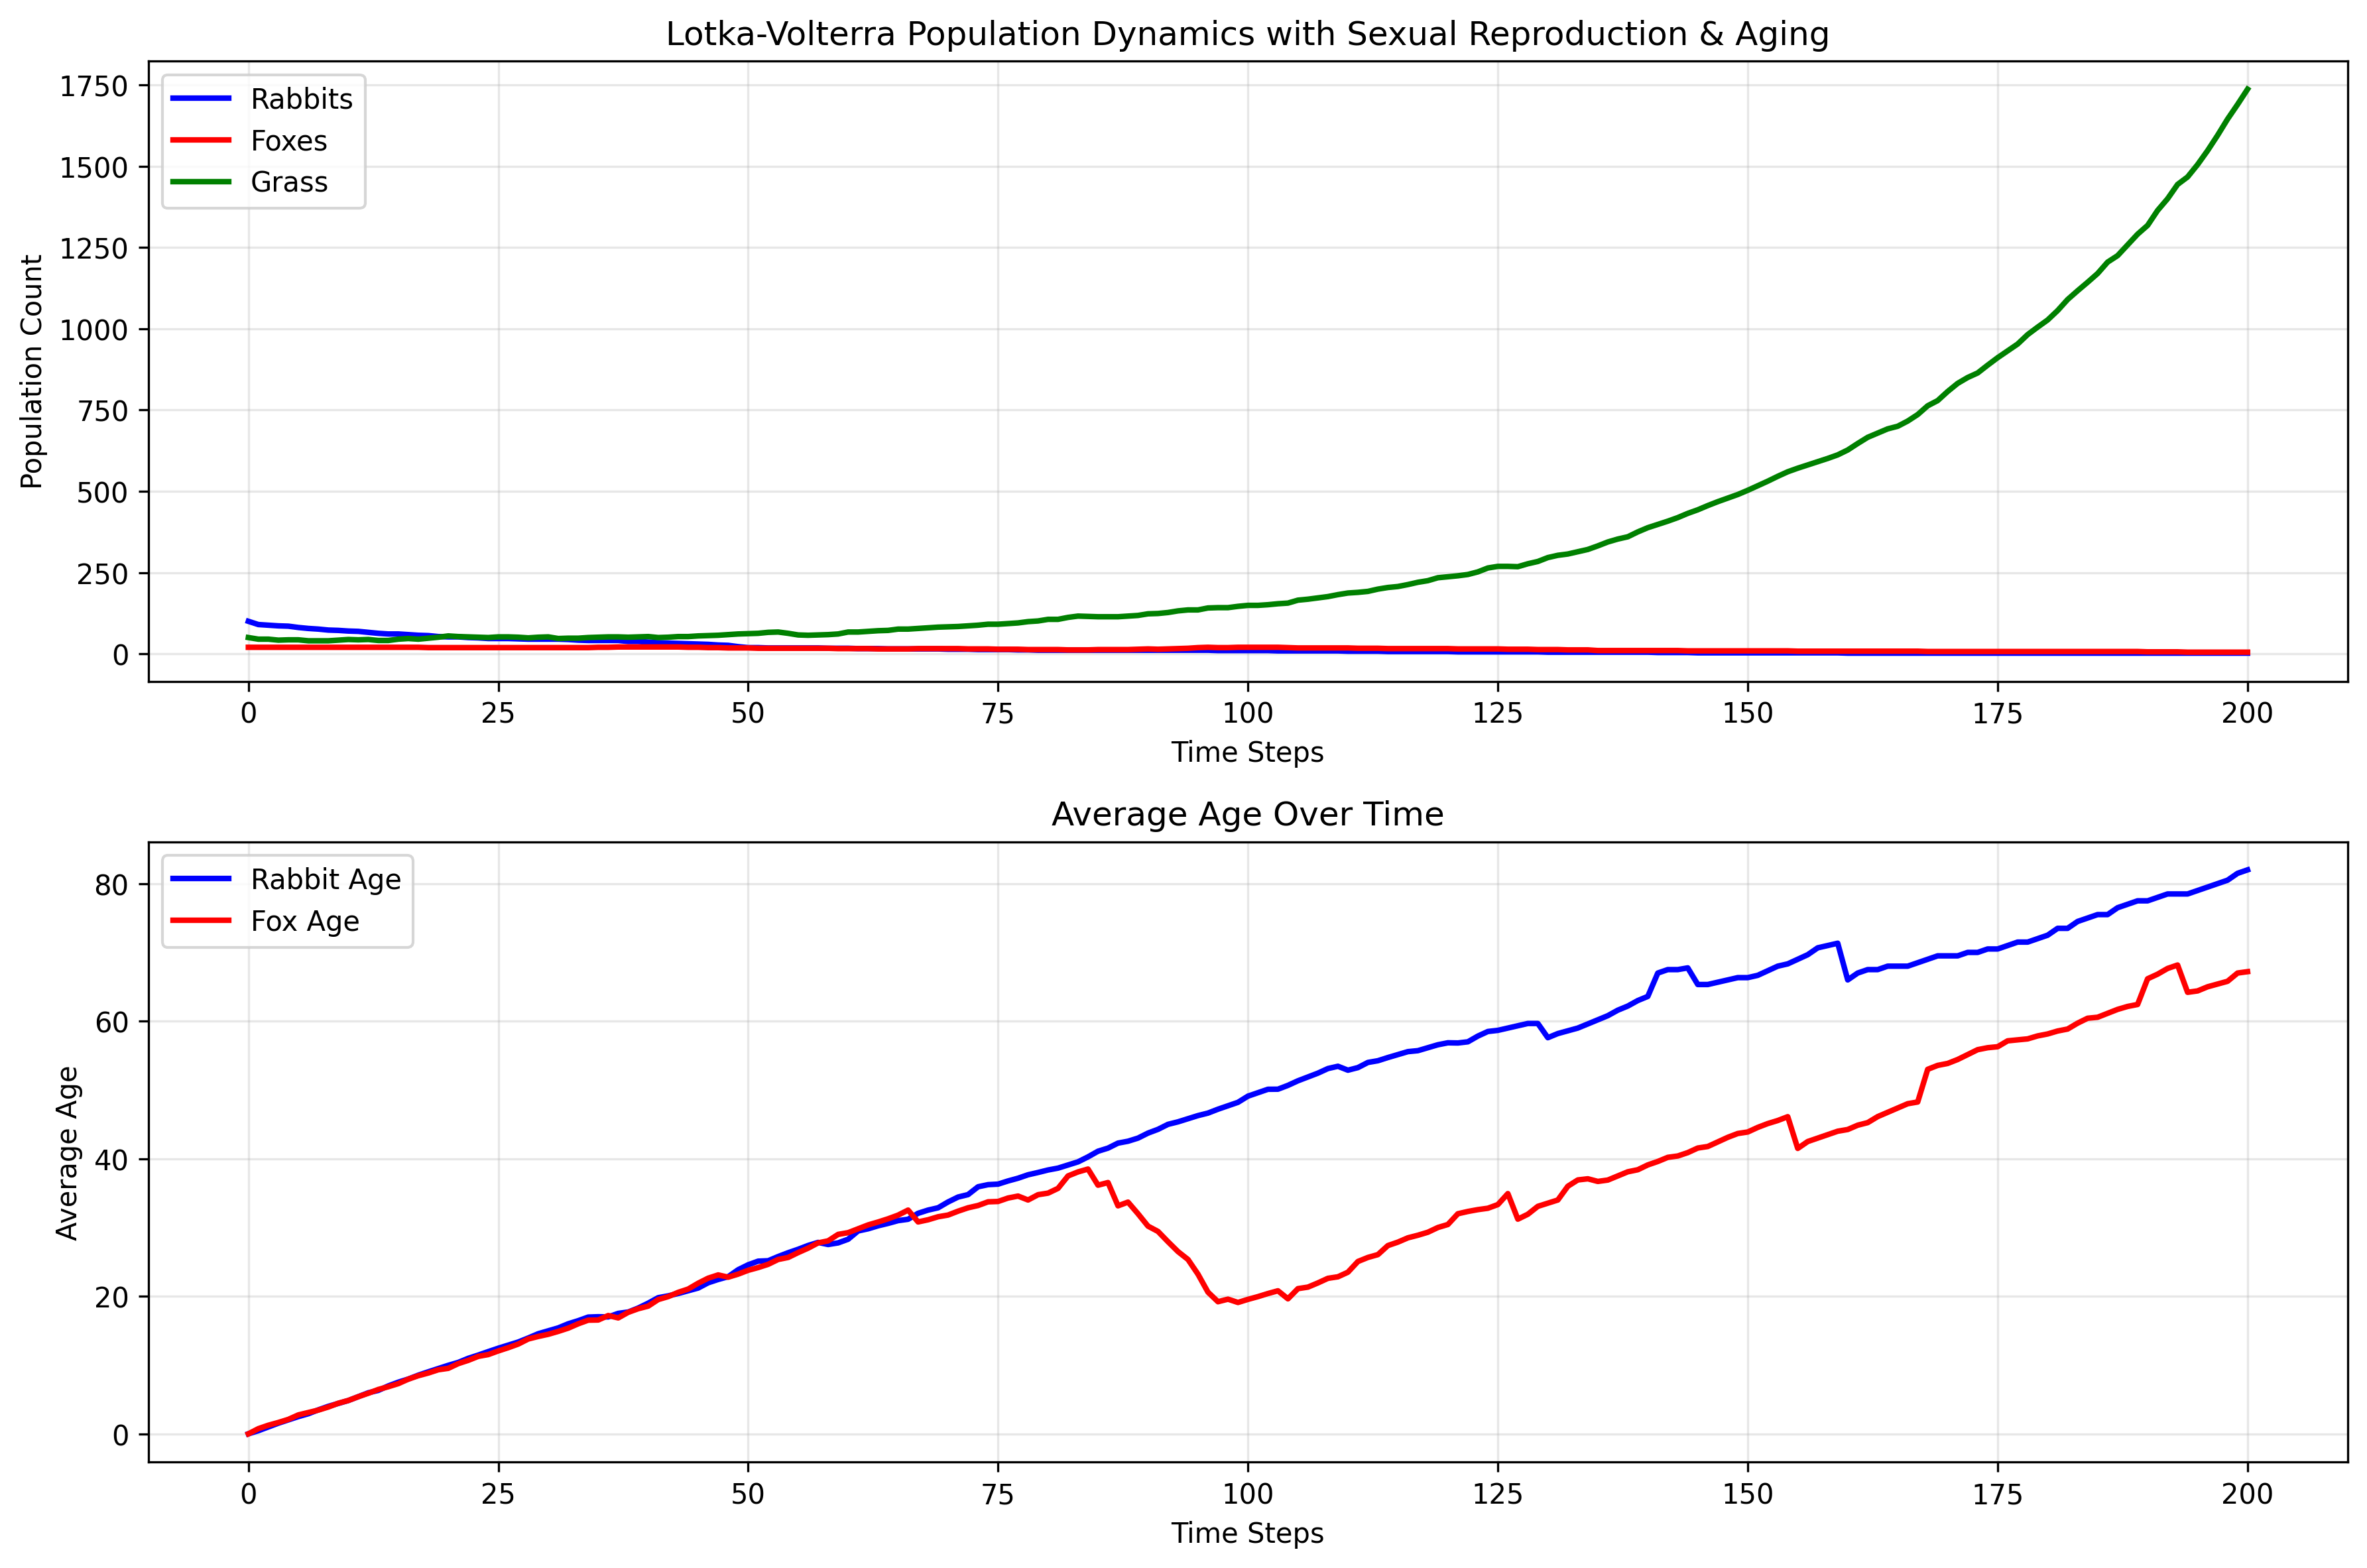 Lotka-Volterra Population Dynamics with Sexual Reproduction & Aging
Rabbits
Foxes
Grass
Population Count
1750
1500
1250
1000
750
500
250
0
0 25 50 75 100 125 150 175 200
Time Steps
Average Age Over Time
Rabbit Age
Fox Age
Average Age
80
60
40
20
0
0 25 50 75 100 125 150 175 200
Time Steps